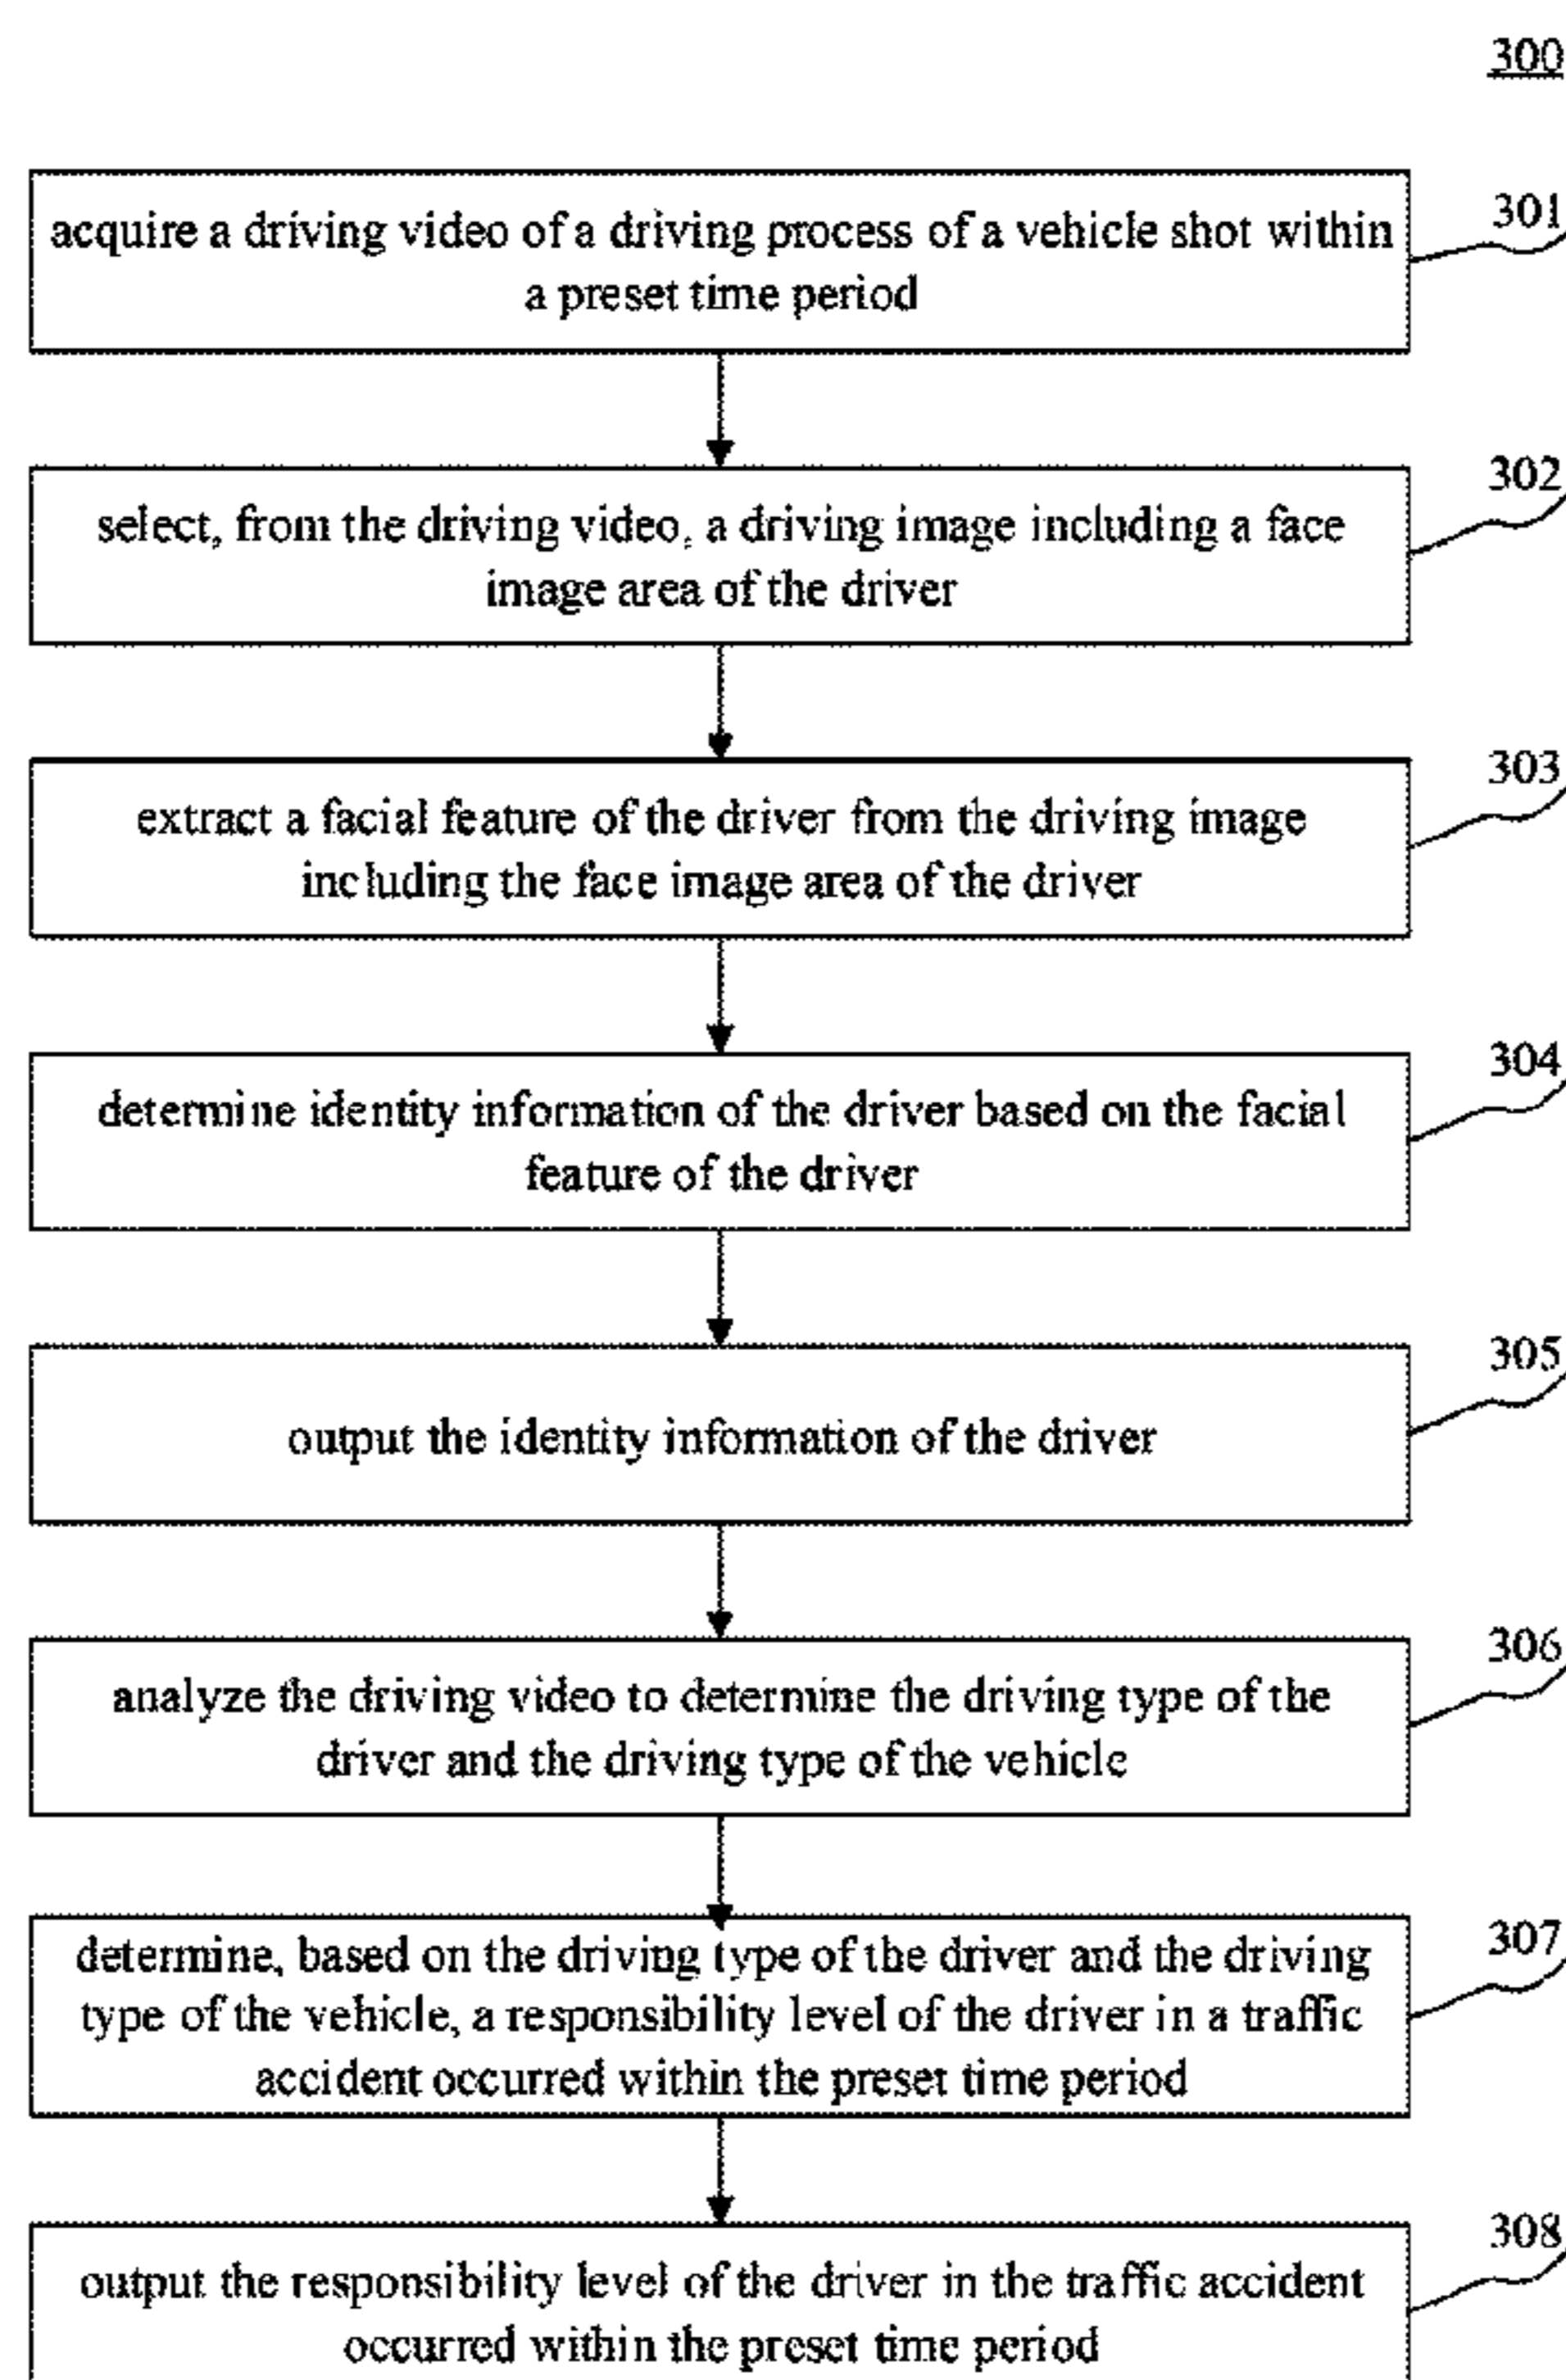 300
301
acquire a driving video of a driving process of a vehicle shot within
a preset time period
302
select, from the driving video, a driving image including a face
image area of the driver
303
extract a facial feature of the driver from the driving image
including the face image area of the driver
304
determine identity information of the driver based on the facial
feature of the driver
305
output the identity information of the driver
306
analyze the driving video to determine the driving type of the
driver and the driving type of the vehicle
307
determine, based on the driving type of the driver and the driving
type of the vehicle, a responsibility level of the driver in a traffic
accident occurred within the preset time period
308
output the responsibility level of the driver in the traffic accident
occurred within the preset time period